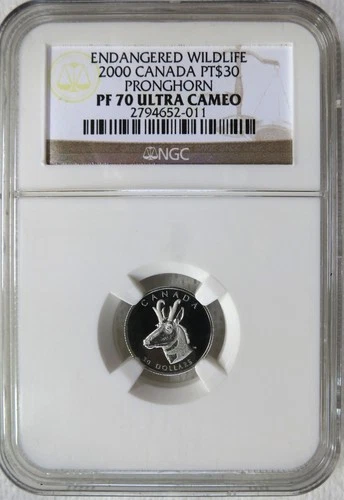 ENDANGERED WILDLIFE
2000 CANADA PT$30
PRONGHORN
PF 70 ULTRA CAMEO
2794652-011
NGC
CANADA
30 DOLLARS